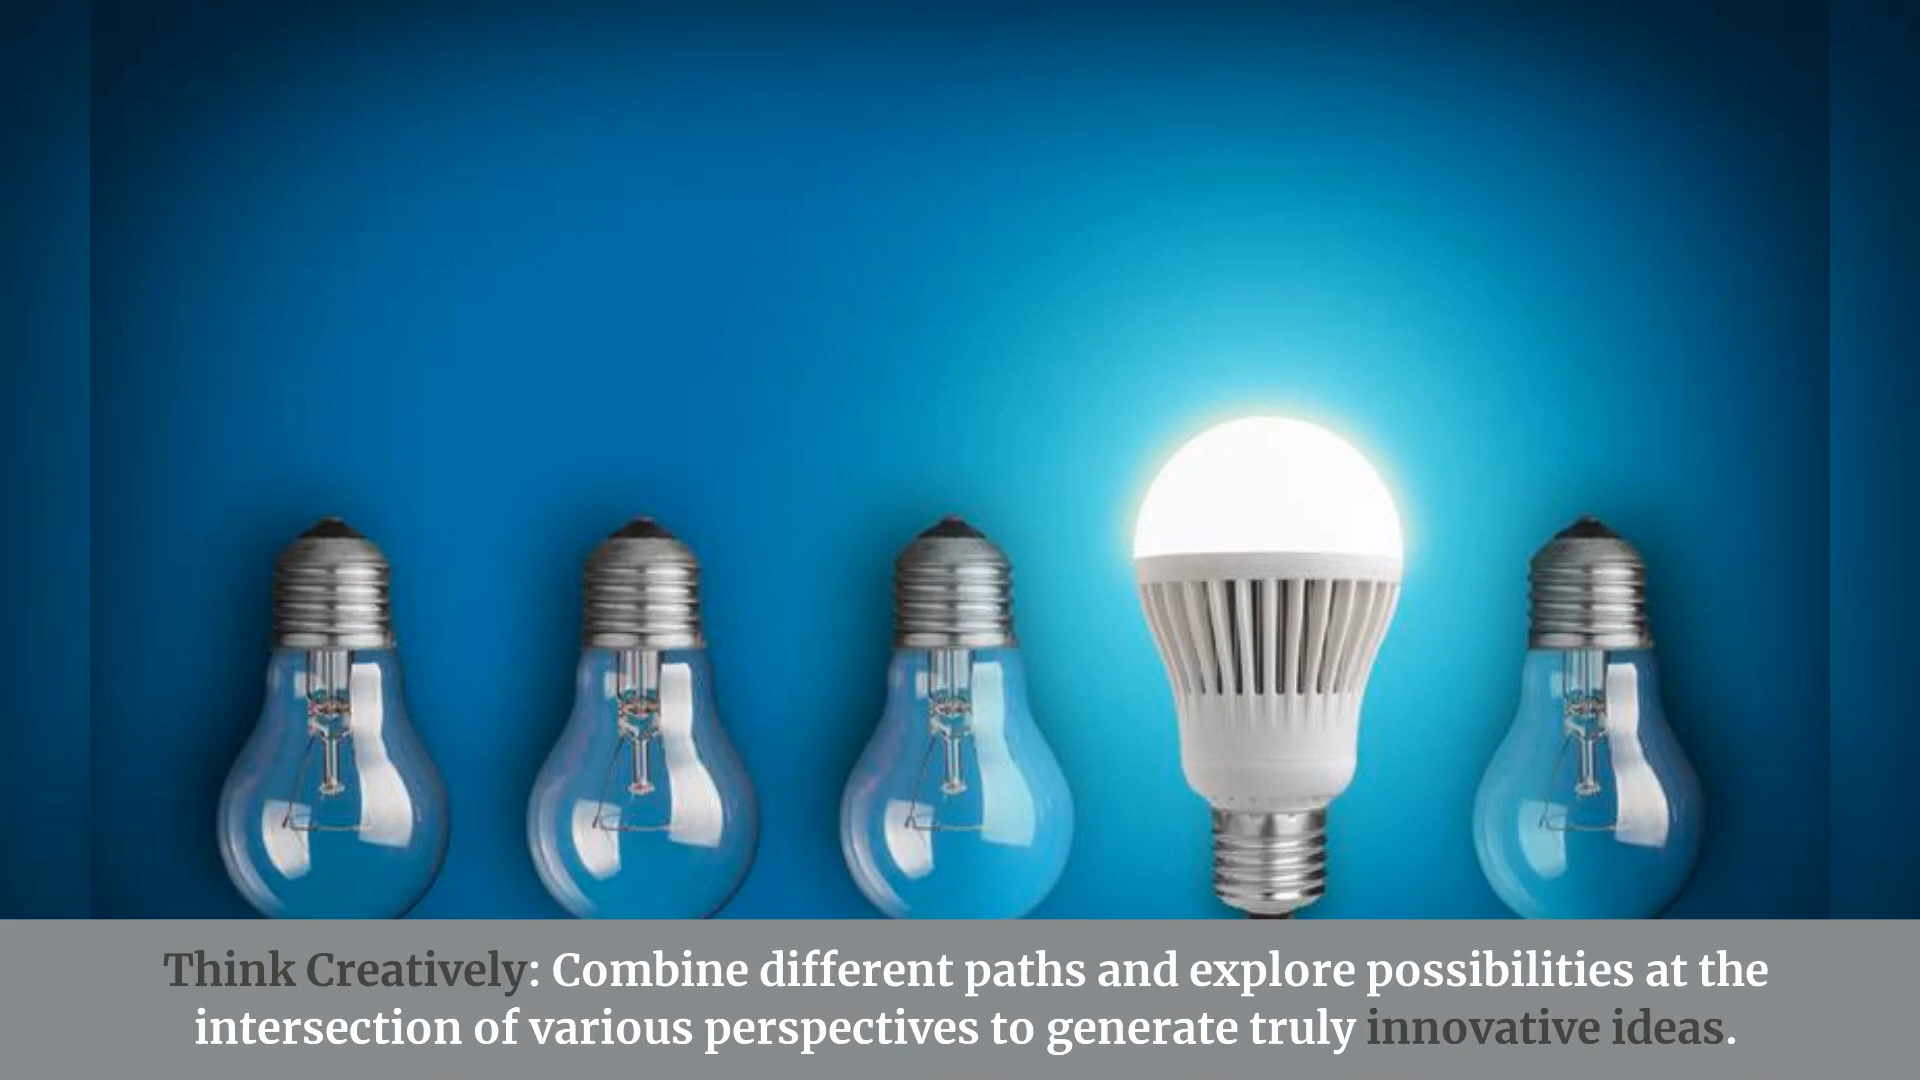 Think Creatively: Combine different paths and explore possibilities at the
intersection of various perspectives to generate truly innovative ideas.